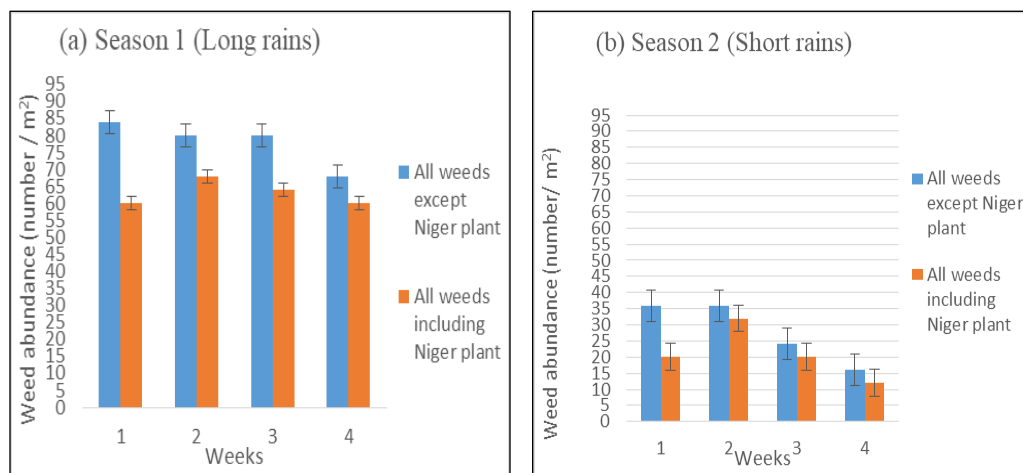 (a) Season 1 (Long rains)
Weed abundance (number / m²)
95
90
85
80
75
70
65
60
55
50
45
40
35
30
25
20
15
10
5
0
1 2 3 4
Weeks
All weeds
except
Niger plant
All weeds
including
Niger plant
(b) Season 2 (Short rains)
Weed abundance (number/ m²)
95
90
85
80
75
70
65
60
55
50
45
40
35
30
25
20
15
10
5
0
1 2 3 4
Weeks
All weeds
except Niger
plant
All weeds
including
Niger plant